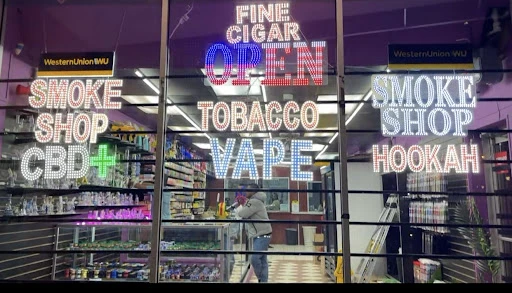 WesternUnion WU
SMOKE
SHOP
CBD+
FINE
CIGAR
OPEN
TOBACCO
VAPE
WesternUnion WU
SMOKE
SHOP
HOOKAH